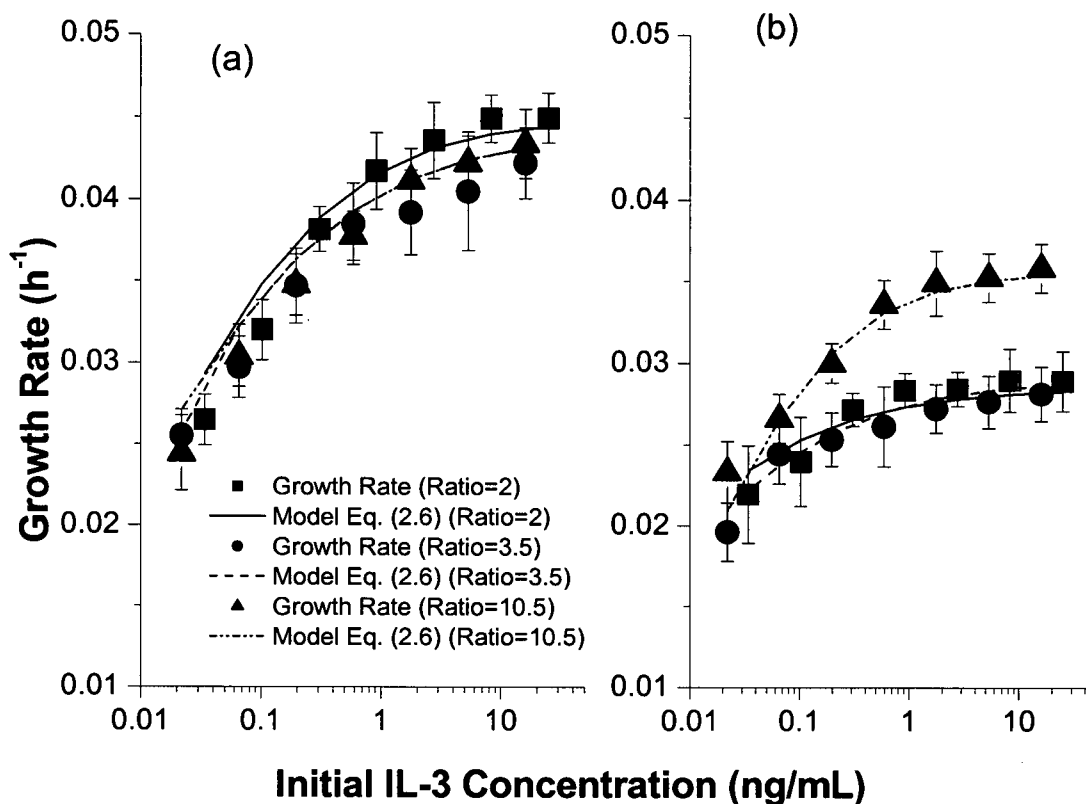 (a)
(b)
Growth Rate (h-1)
0.05
0.04
0.03
0.02
0.01
0.05
0.04
0.03
0.02
0.01
■ Growth Rate (Ratio=2)
Model Eq. (2.6) (Ratio=2)
● Growth Rate (Ratio=3.5)
Model Eq. (2.6) (Ratio=3.5)
▲ Growth Rate (Ratio=10.5)
Model Eq. (2.6) (Ratio=10.5)
0.01 0.1 1 10
0.01 0.1 1 10
Initial IL-3 Concentration (ng/mL)